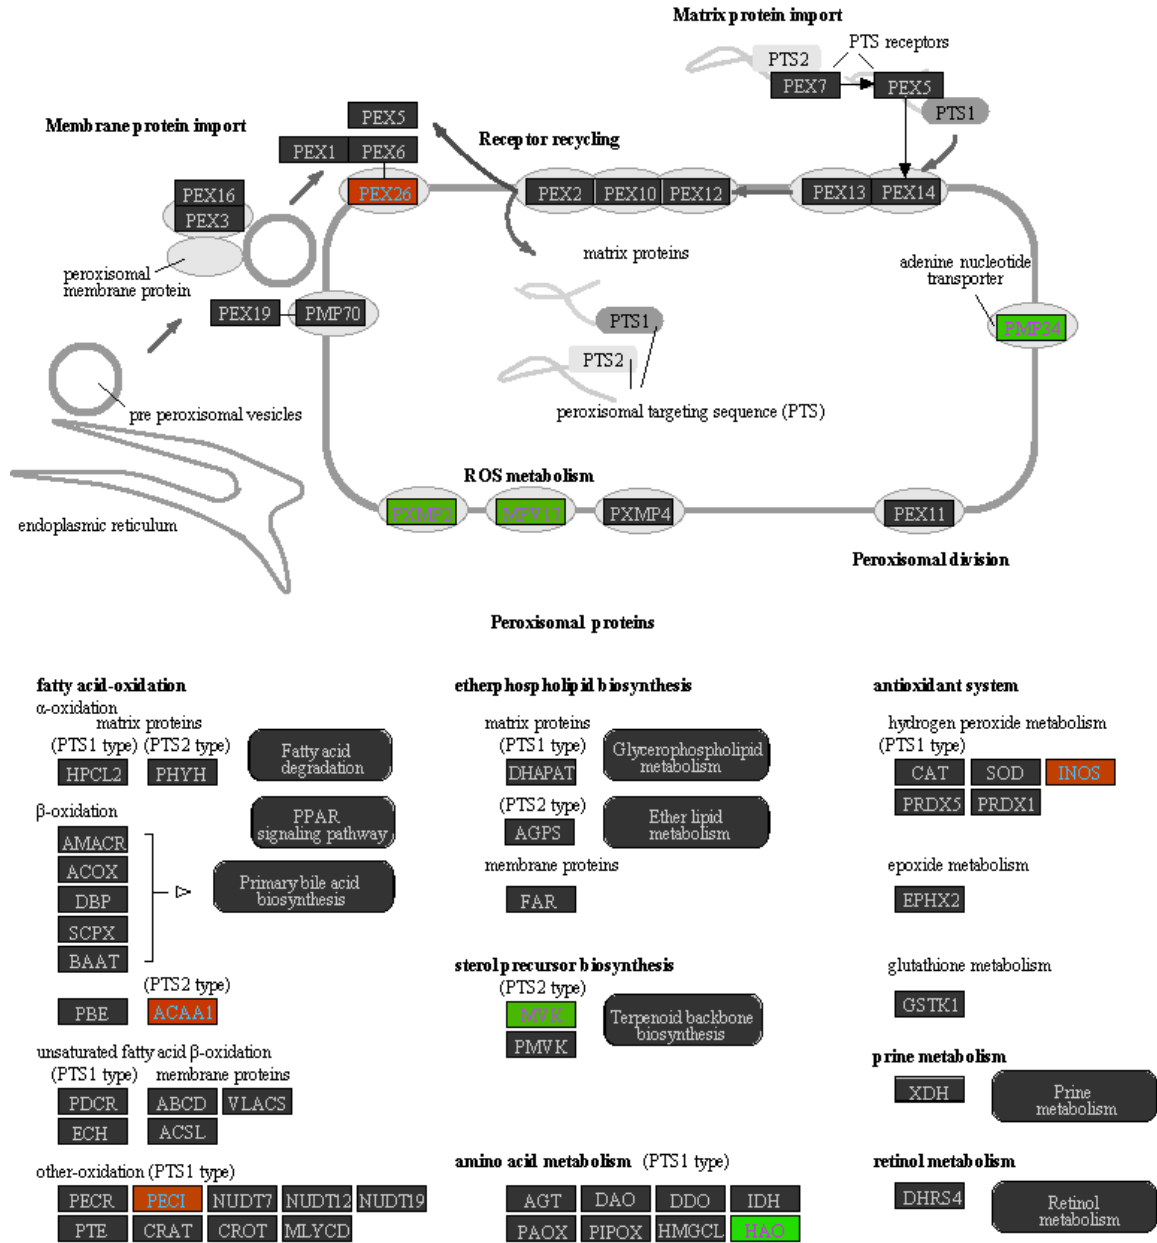 Matrix protein import
PTS receptors
PTS2
PEX7
PEX5
PTS1
Membrane protein import
PEX5
PEX1
PEX6
Receptor recycling
PEX16
PEX3
PEX26
PEX2
PEX10
PEX12
PEX13
PEX14
peroxisomal
membrane protein
matrix proteins
adenine nucleotide
transporter
PEX19
PMP70
PTS1
PMP34
PTS2
pre peroxisomal vesicles
peroxisomal targeting sequence (PTS)
ROS metabolism
endoplasmic reticulum
PXMP2
MPV17
PXMP4
PEX11
Peroxisomal division
Peroxisomal proteins
fatty acid-oxidation
α-oxidation
matrix proteins
(PTS1 type) (PTS2 type)
HPCL2
PHYH
Fatty acid
degradation
β-oxidation
PPAR
signaling pathway
AMACR
ACOX
DBP
SCPX
BAAT
Primary bile acid
biosynthesis
(PTS2 type)
PBE
ACAA1
unsaturated fatty acid β-oxidation
(PTS1 type) membrane proteins
PDCR
ABCD
VLACS
ECH
ACSL
other-oxidation (PTS1 type)
PECR
PECI
NUDT7
NUDT12
NUDT19
PTE
CRAT
CROT
MLYCD
etherphospholipid biosynthesis
matrix proteins
(PTS1 type)
DHAPAT
Glycerophospholipid
metabolism
(PTS2 type)
AGPS
Ether lipid
metabolism
membrane proteins
FAR
sterol precursor biosynthesis
(PTS2 type)
MVK
PMVK
Terpenoid backbone
biosynthesis
amino acid metabolism (PTS1 type)
AGT
DAO
DDO
IDH
PAOX
PIPOX
HMGCL
HAO
antioxidant system
hydrogen peroxide metabolism
(PTS1 type)
CAT
SOD
INOS
PRDX5
PRDX1
epoxide metabolism
EPHX2
glutathione metabolism
GSTK1
prine metabolism
XDH
Prine
metabolism
retinol metabolism
DHRS4
Retinol
metabolism